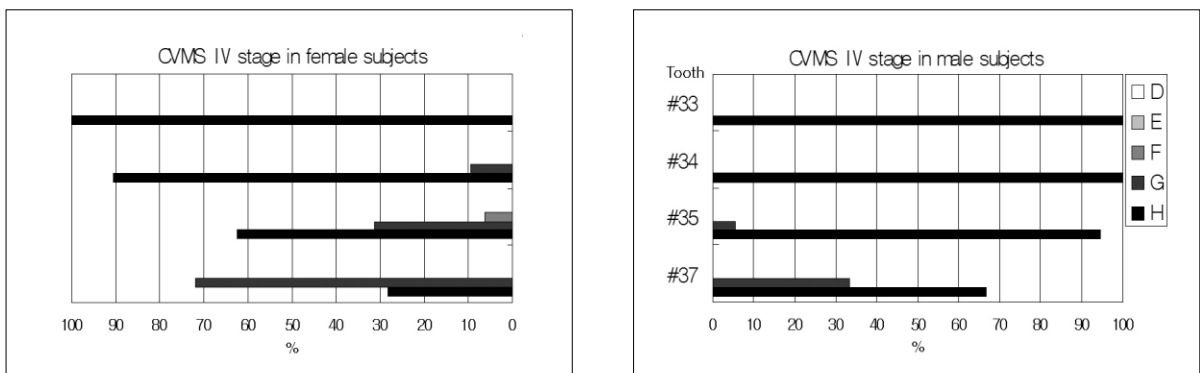 CVMS IV stage in female subjects
100 90 80 70 60 50 40 30 20 10 0
%
CVMS IV stage in male subjects
Tooth
#33
#34
#35
#37
0 10 20 30 40 50 60 70 80 90 100
%
D
E
F
G
H